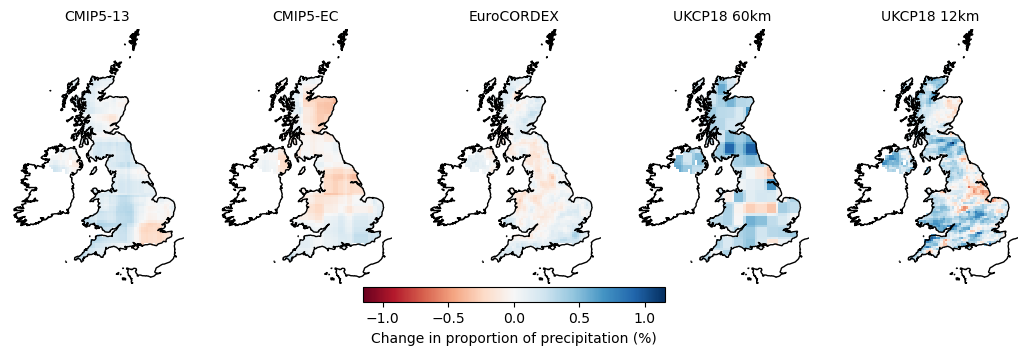 CMIP5-13 CMIP5-EC EuroCORDEX UKCP18 60km UKCP18 12km
−1.0 −0.5 0.0 0.5 1.0
Change in proportion of precipitation (%)